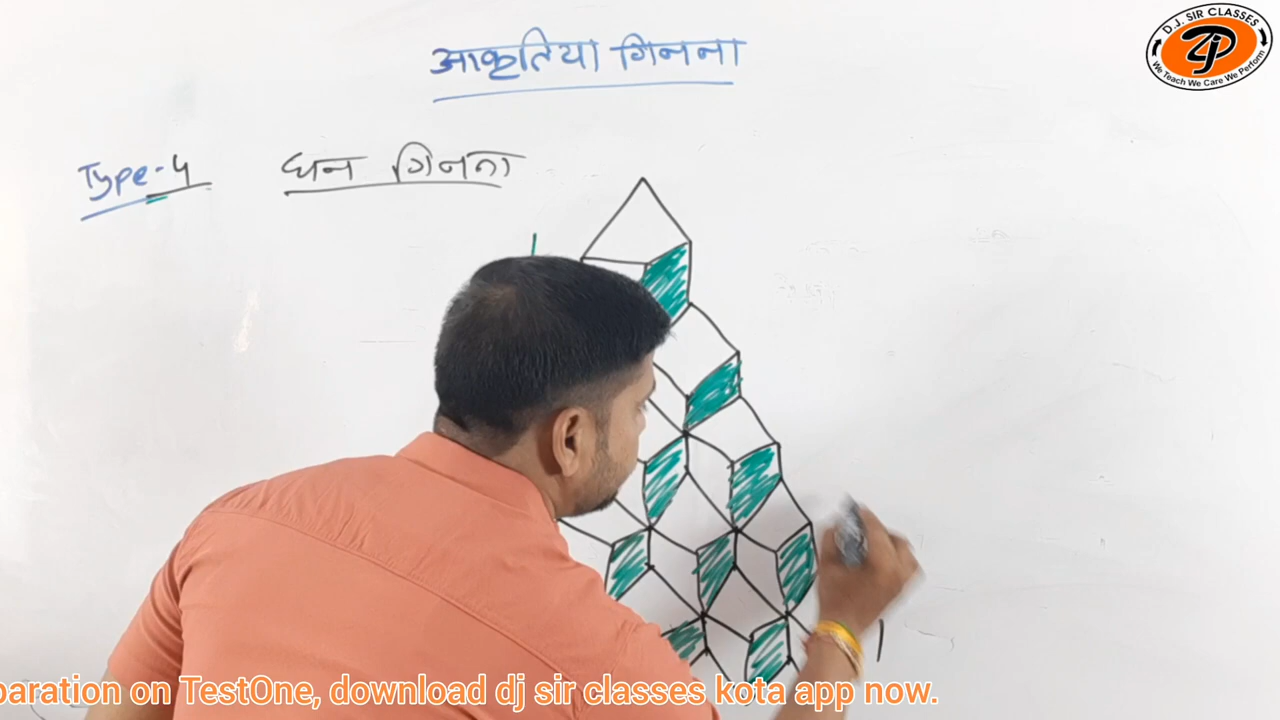 आकृतिया गिनना
D.J. SIR CLASSES
We Teach We Care We Perform
Type-4 घन गिनना
paration on TestOne, download dj sir classes kota app now.